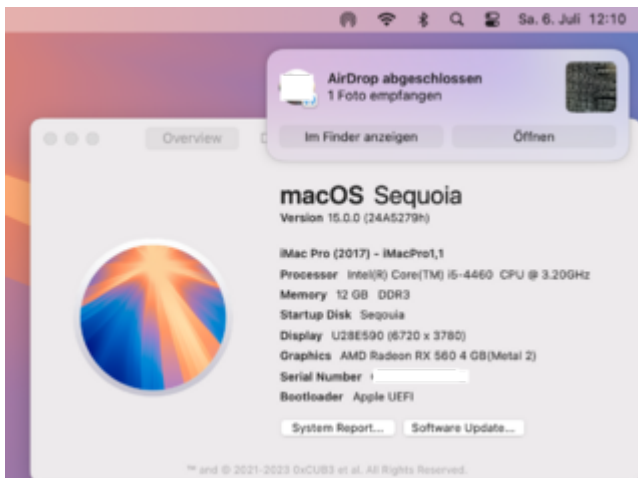 Sa. 6. Juli 12:10
AirDrop abgeschlossen
1 Foto empfangen
Im Finder anzeigen
Öffnen
Overview
macOS Sequoia
Version 15.0.0 (24A5279h)
iMac Pro (2017) - iMacPro1,1
Processor Intel(R) Core(TM) i5-4460 CPU @ 3.20GHz
Memory 12 GB DDR3
Startup Disk Seqouia
Display U28E590 (6720 x 3780)
Graphics AMD Radeon RX 560 4 GB(Metal 2)
Serial Number
Bootloader Apple UEFI
System Report... Software Update...
™ and © 2021-2023 0xCUB3 et al. All Rights Reserved.